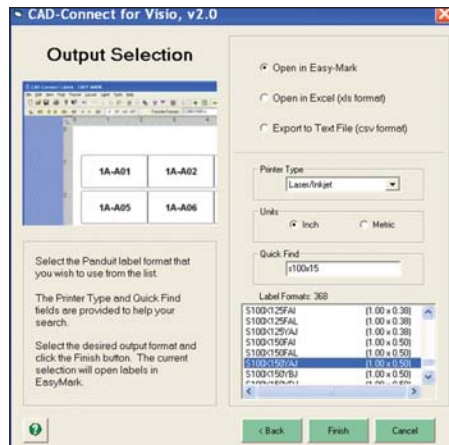 CAD-Connect for Visio, v2.0
Output Selection
1A-A01
1A-A02
1A-A05
1A-A06
Select the Panduit label format that
you wish to use from the list.
The Printer Type and Quick Find
fields are provided to help your
search.
Select the desired output format and
click the Finish button. The current
selection will open labels in
EasyMark.
Open in Easy-Mark
Open in Excel (xls format)
Export to Text File (csv format)
Printer Type
Laser/Inkjet
Units
Inch
Metric
Quick Find
s100x15
Label Formats: 368
S100X125FAI (1.00 x 0.38)
S100X125FAL (1.00 x 0.38)
S100X125YAJ (1.00 x 0.38)
S100X150FAI (1.00 x 0.50)
S100X150FAL (1.00 x 0.50)
S100X150YAJ (1.00 x 0.50)
S100X150YBJ (1.00 x 0.50)
?
< Back
Finish
Cancel